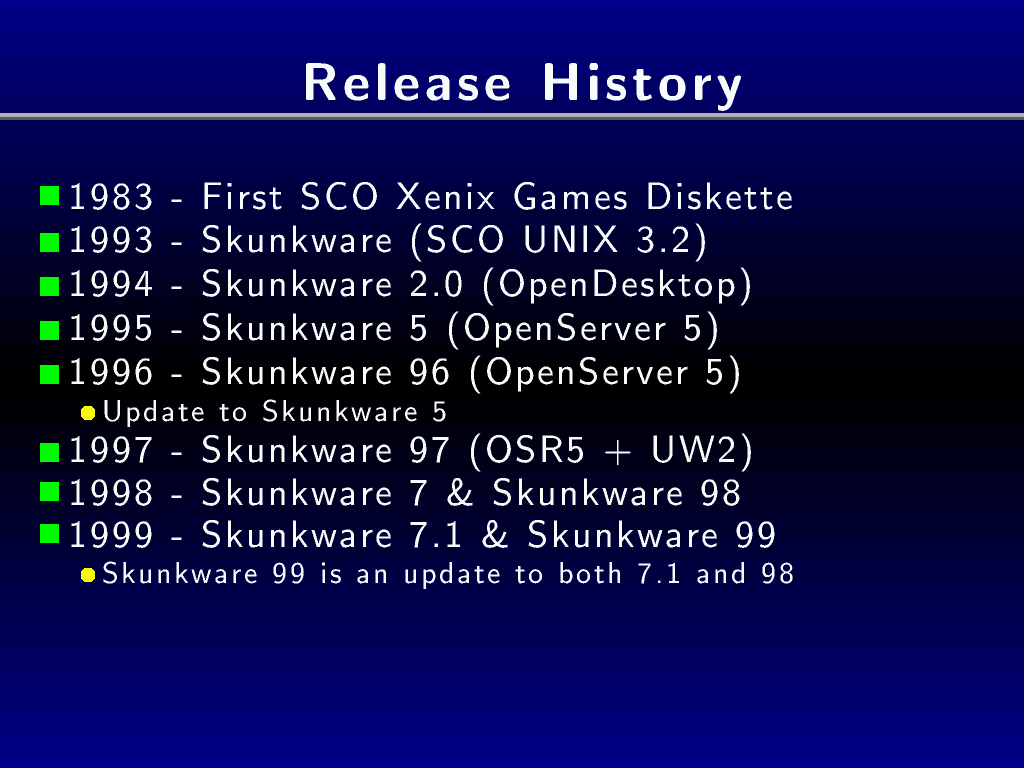 Release History
1983 - First SCO Xenix Games Diskette
1993 - Skunkware (SCO UNIX 3.2)
1994 - Skunkware 2.0 (OpenDesktop)
1995 - Skunkware 5 (OpenServer 5)
1996 - Skunkware 96 (OpenServer 5)
Update to Skunkware 5
1997 - Skunkware 97 (OSR5 + UW2)
1998 - Skunkware 7 & Skunkware 98
1999 - Skunkware 7.1 & Skunkware 99
Skunkware 99 is an update to both 7.1 and 98